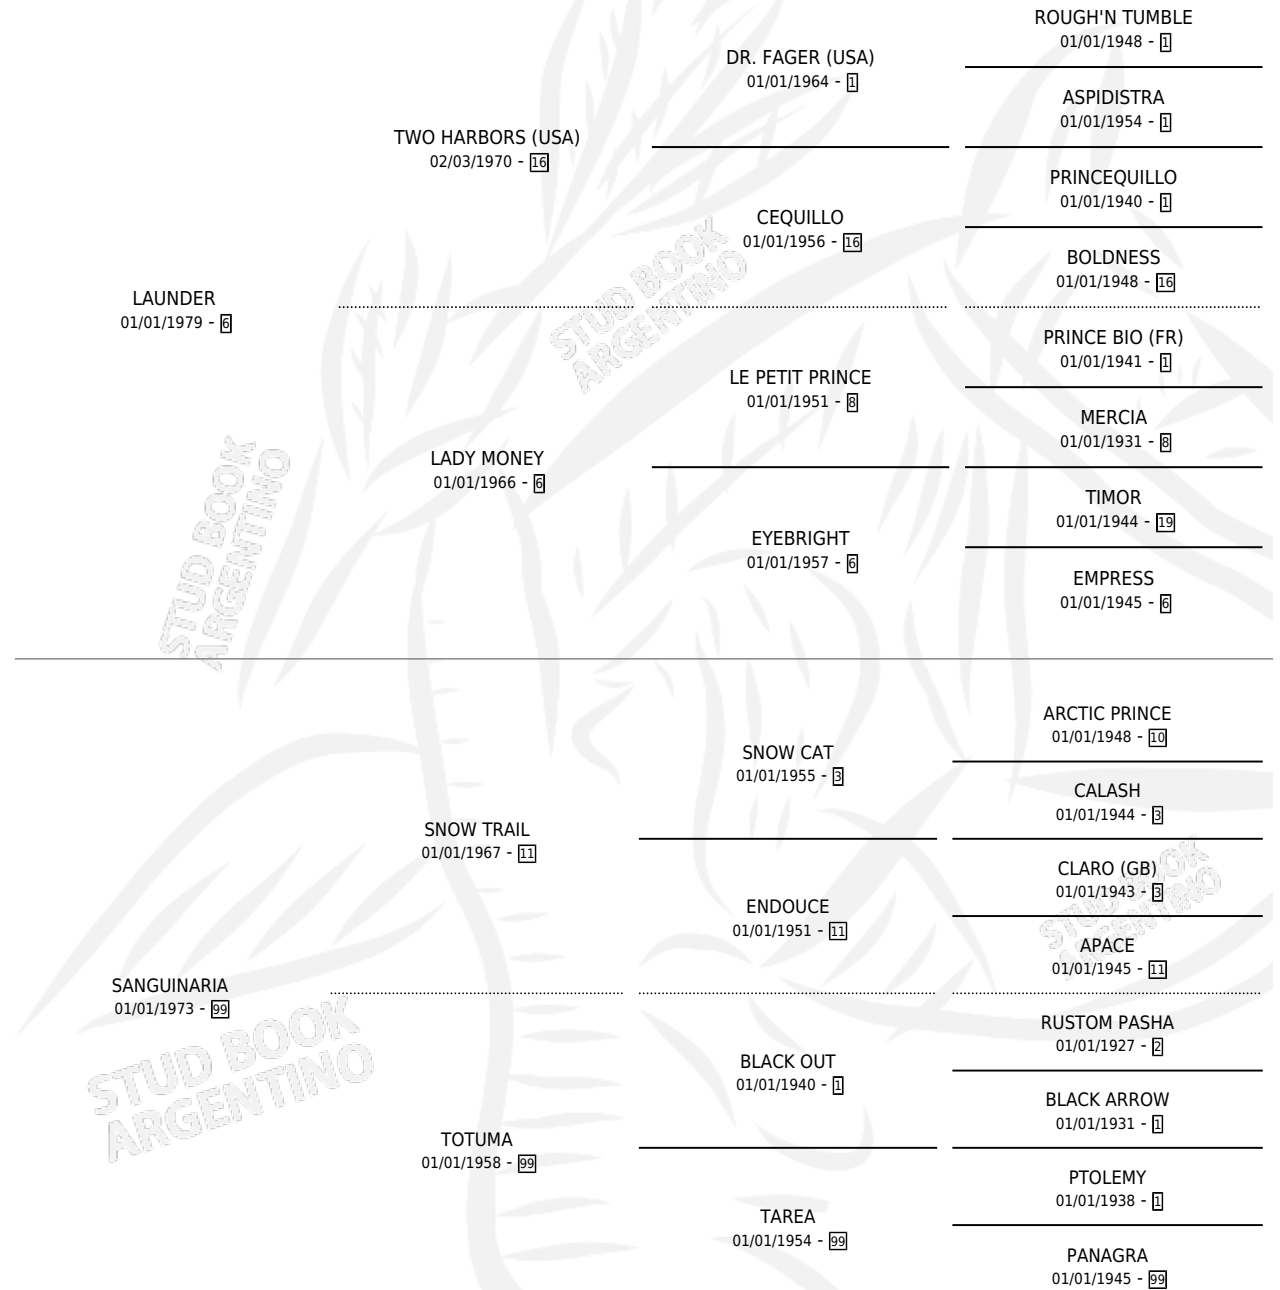 ROUGH'N TUMBLE
01/01/1948 - 1
DR. FAGER (USA)
01/01/1964 - 1
ASPIDISTRA
01/01/1954 - 1
TWO HARBORS (USA)
02/03/1970 - 16
PRINCEQUILLO
01/01/1940 - 1
CEQUILLO
01/01/1956 - 16
BOLDNESS
01/01/1948 - 16
LAUNDER
01/01/1979 - 6
PRINCE BIO (FR)
01/01/1941 - 1
LE PETIT PRINCE
01/01/1951 - 8
MERCIA
01/01/1931 - 8
LADY MONEY
01/01/1966 - 6
TIMOR
01/01/1944 - 19
EYEBRIGHT
01/01/1957 - 6
EMPRESS
01/01/1945 - 6
ARCTIC PRINCE
01/01/1948 - 10
SNOW CAT
01/01/1955 - 3
CALASH
01/01/1944 - 3
SNOW TRAIL
01/01/1967 - 11
CLARO (GB)
01/01/1943 - 3
ENDOUCE
01/01/1951 - 11
APACE
01/01/1945 - 11
SANGUINARIA
01/01/1973 - 99
RUSTOM PASHA
01/01/1927 - 2
BLACK OUT
01/01/1940 - 1
BLACK ARROW
01/01/1931 - 1
TOTUMA
01/01/1958 - 99
PTOLEMY
01/01/1938 - 1
TAREA
01/01/1954 - 99
PANAGRA
01/01/1945 - 99
STUD BOOK
ARGENTINO
STUD BOOK
ARGENTINO
STUD BOOK
ARGENTINO
STUD BOOK
ARGENTINO